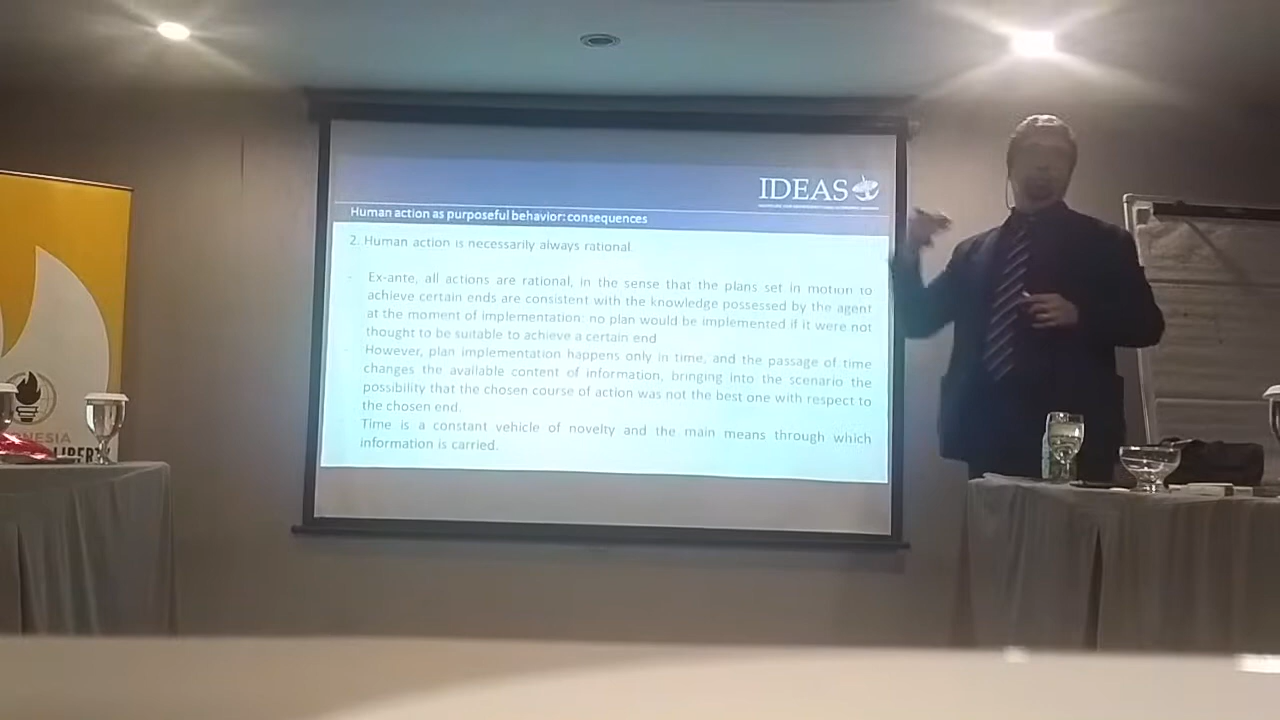 IDEAS
Human action as purposeful behavior: consequences
2. Human action is necessarily always rational.
- Ex-ante, all actions are rational, in the sense that the plans set in motion to
achieve certain ends are consistent with the knowledge possessed by the agent
at the moment of implementation: no plan would be implemented if it were not
thought to be suitable to achieve a certain end
- However, plan implementation happens only in time, and the passage of time
changes the available content of information, bringing into the scenario the
possibility that the chosen course of action was not the best one with respect to
the chosen end.
Time is a constant vehicle of novelty and the main means through which
information is carried.
NESIA
LIBERTY